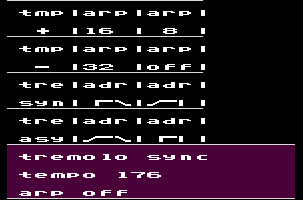 tmp|arp|arp|
+ |16 | 8 |
tmp|arp|arp|
- |32 |off|
tre|adr|adr|
syn| | |
tre|adr|adr|
asy| | |
tremolo sync
tempo 176
arp off